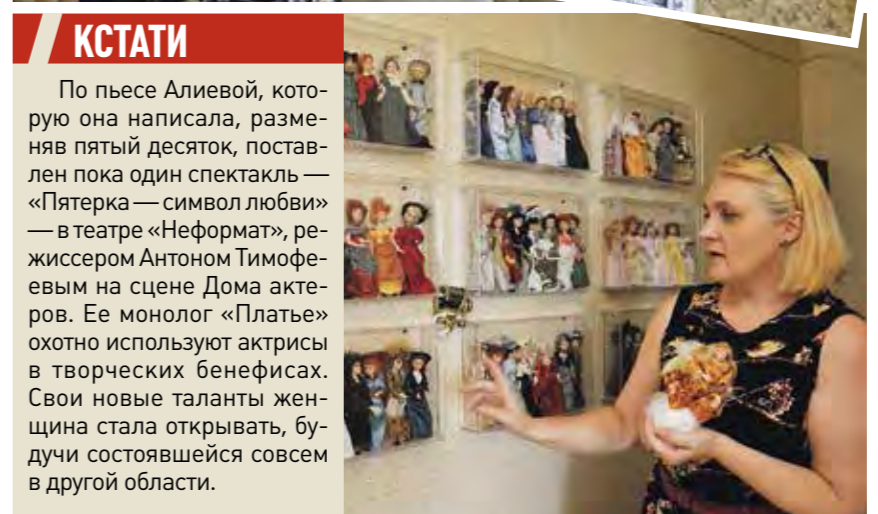 КСТАТИ
По пьесе Алиевой, кото-
рую она написала, разме-
няв пятый десяток, постав-
лен пока один спектакль —
«Пятерка — символ любви»
— в театре «Неформат», ре-
жиссером Антоном Тимофе-
евым на сцене Дома акте-
ров. Ее монолог «Платье»
охотно используют актрисы
в творческих бенефисах.
Свои новые таланты жен-
щина стала открывать, бу-
дучи состоявшейся совсем
в другой области.